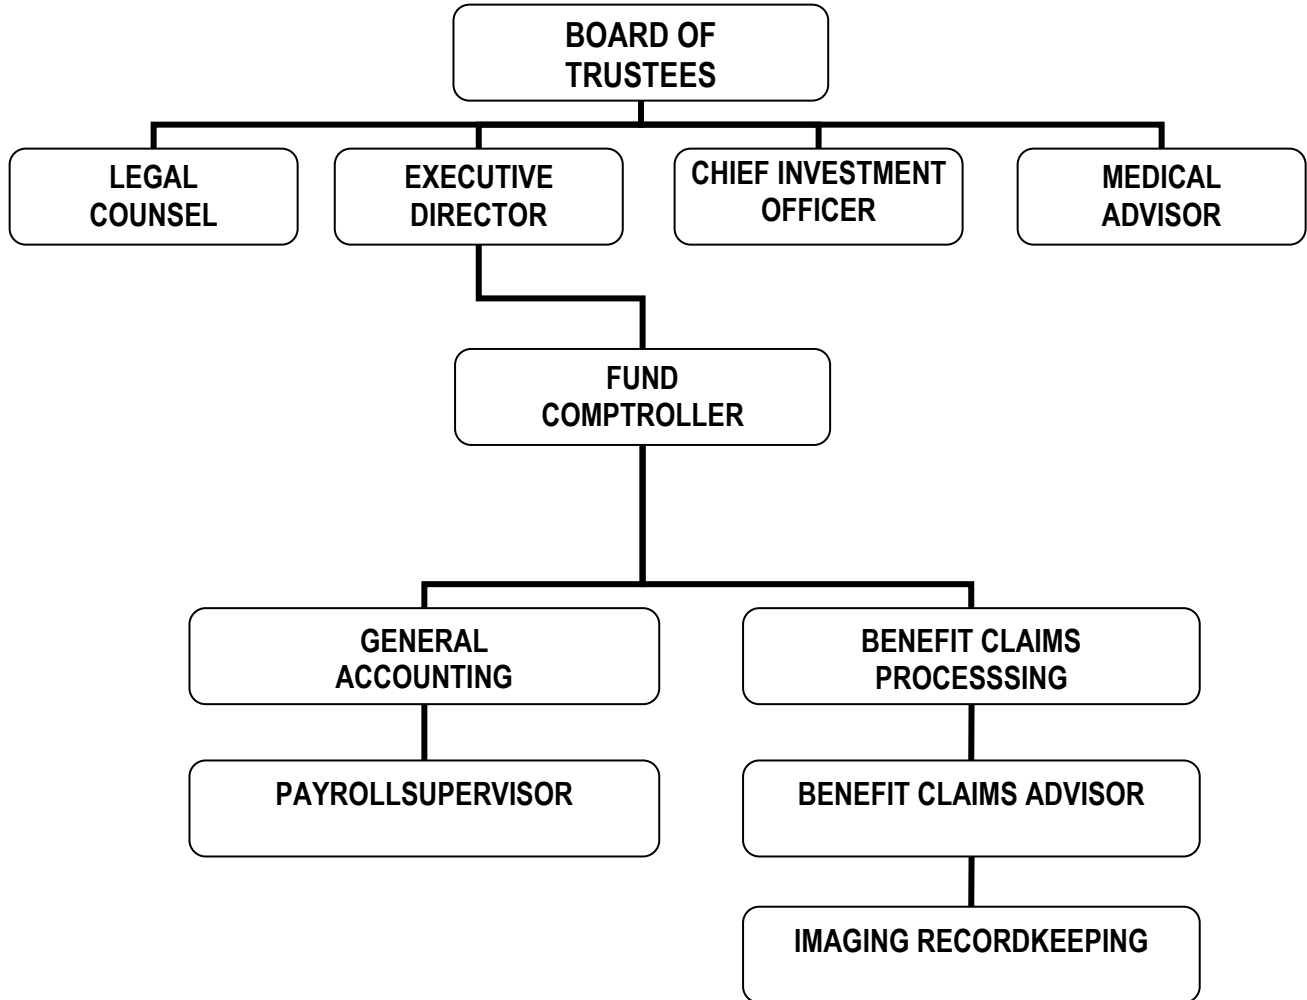 BOARD OF
TRUSTEES
LEGAL
COUNSEL
EXECUTIVE
DIRECTOR
CHIEF INVESTMENT
OFFICER
MEDICAL
ADVISOR
FUND
COMPTROLLER
GENERAL
ACCOUNTING
BENEFIT CLAIMS
PROCESSSING
PAYROLLSUPERVISOR
BENEFIT CLAIMS ADVISOR
IMAGING RECORDKEEPING